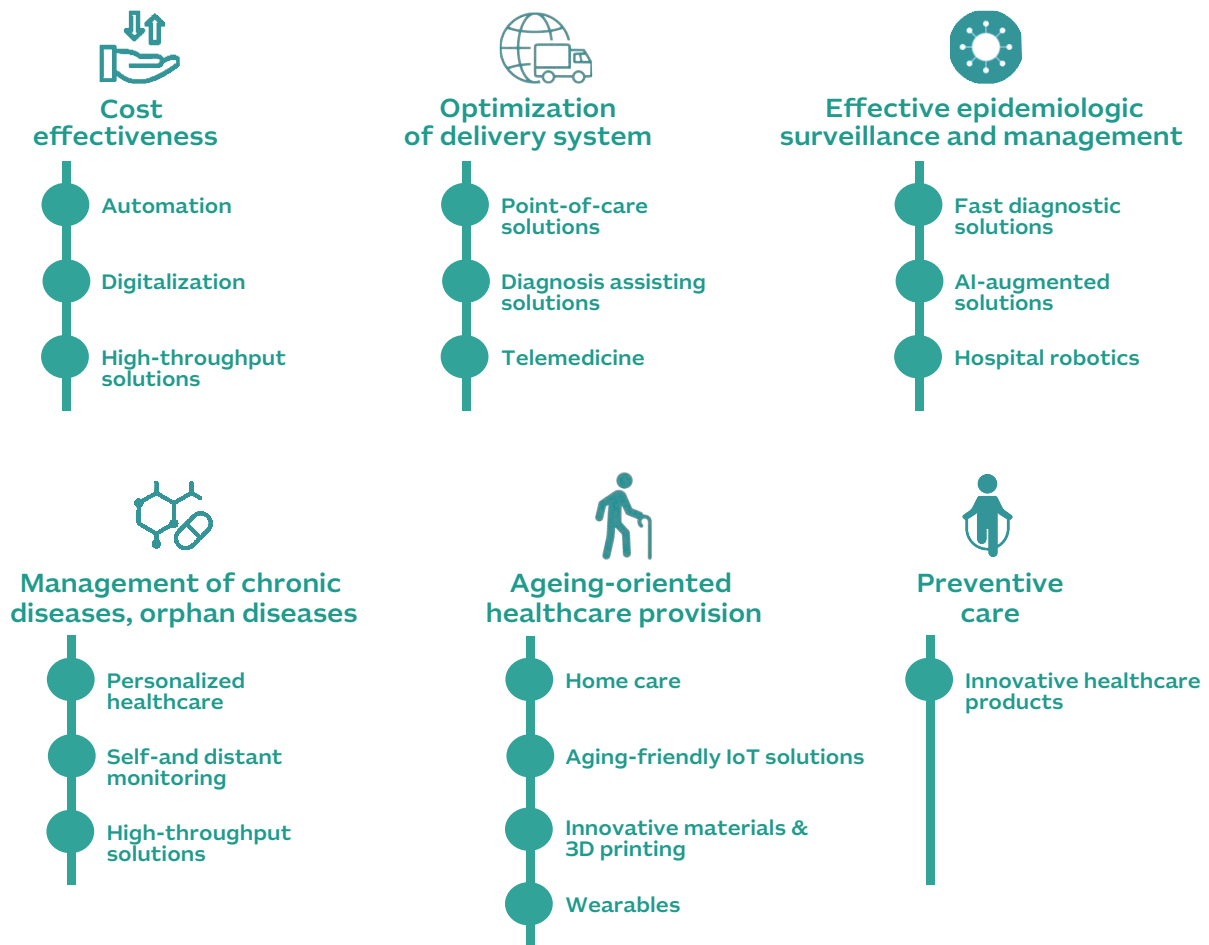 Cost
effectiveness
Automation
Digitalization
High-throughput
solutions
Optimization
of delivery system
Point-of-care
solutions
Diagnosis assisting
solutions
Telemedicine
Effective epidemiologic
surveillance and management
Fast diagnostic
solutions
AI-augmented
solutions
Hospital robotics
Management of chronic
diseases, orphan diseases
Personalized
healthcare
Self-and distant
monitoring
High-throughput
solutions
Ageing-oriented
healthcare provision
Home care
Aging-friendly IoT solutions
Innovative materials &
3D printing
Wearables
Preventive
care
Innovative healthcare
products